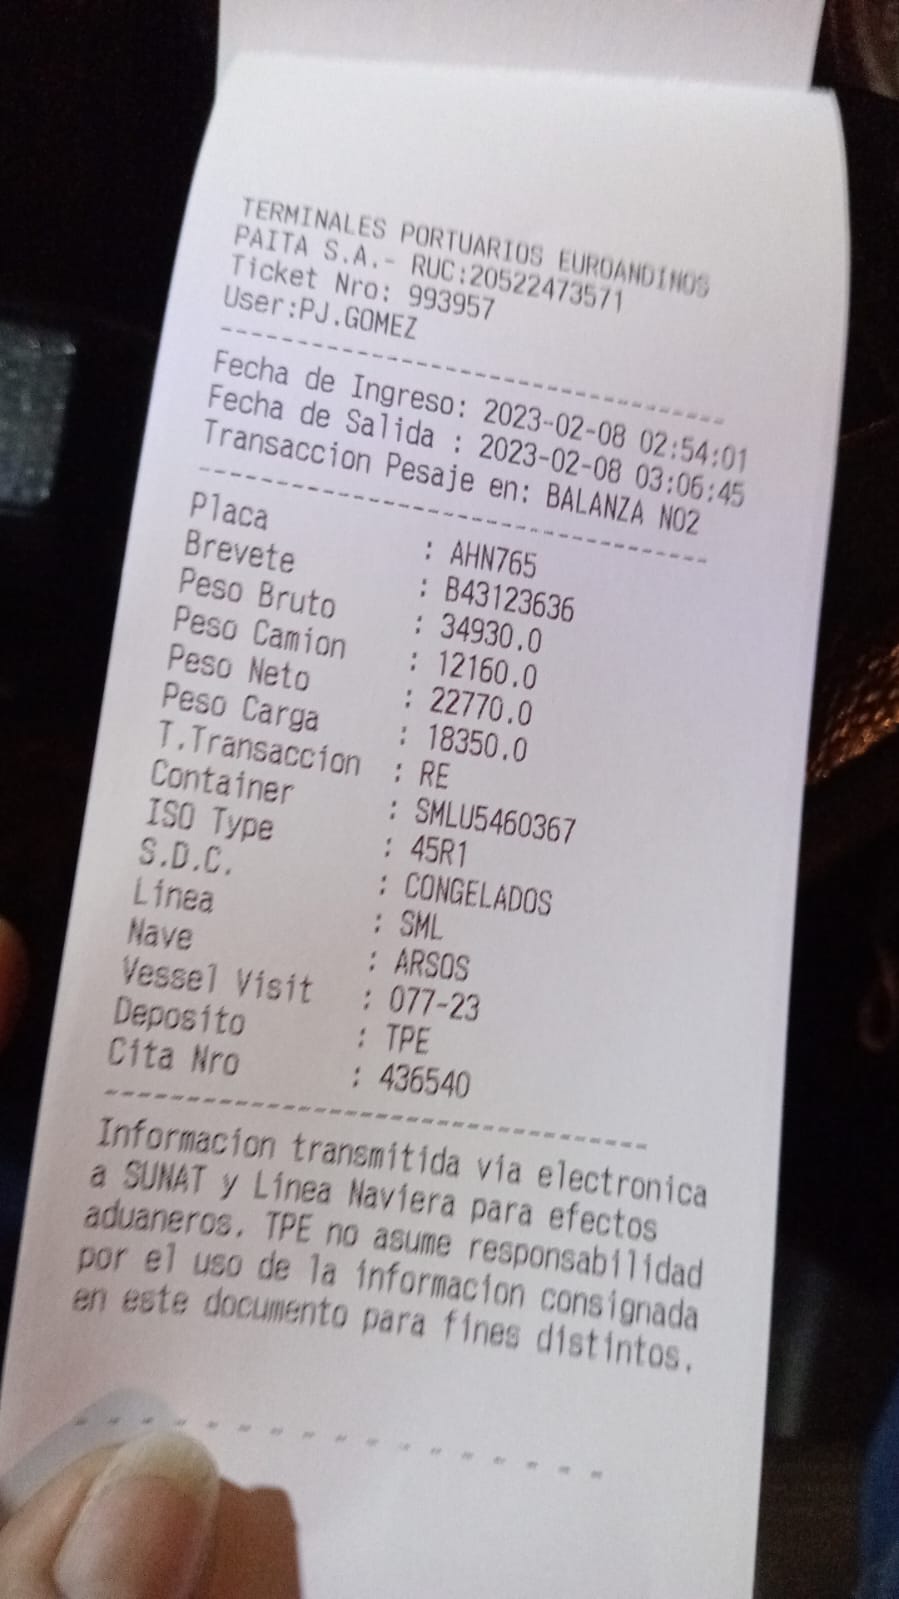 TERMINALES PORTUARIOS EUROANDINOS
PAITA S.A.- RUC:20522473571
Ticket Nro: 993957
User:PJ.GOMEZ
Fecha de Ingreso: 2023-02-08 02:54:01
Fecha de Salida : 2023-02-08 03:06:45
Transaccion Pesaje en: BALANZA NO2
Placa : AHN765
Brevete : B43123636
Peso Bruto : 34930.0
Peso Camion : 12160.0
Peso Neto : 22770.0
Peso Carga : 18350.0
T.Transaccion : RE
Container : SMLU5460367
ISO Type : 45R1
S.D.C. : CONGELADOS
Linea : SML
Nave : ARSOS
Vessel Visit : 077-23
Deposito : TPE
Cita Nro : 436540
Informacion transmitida via electronica
a SUNAT y Linea Naviera para efectos
aduaneros. TPE no asume responsabilidad
por el uso de la informacion consignada
en este documento para fines distintos.